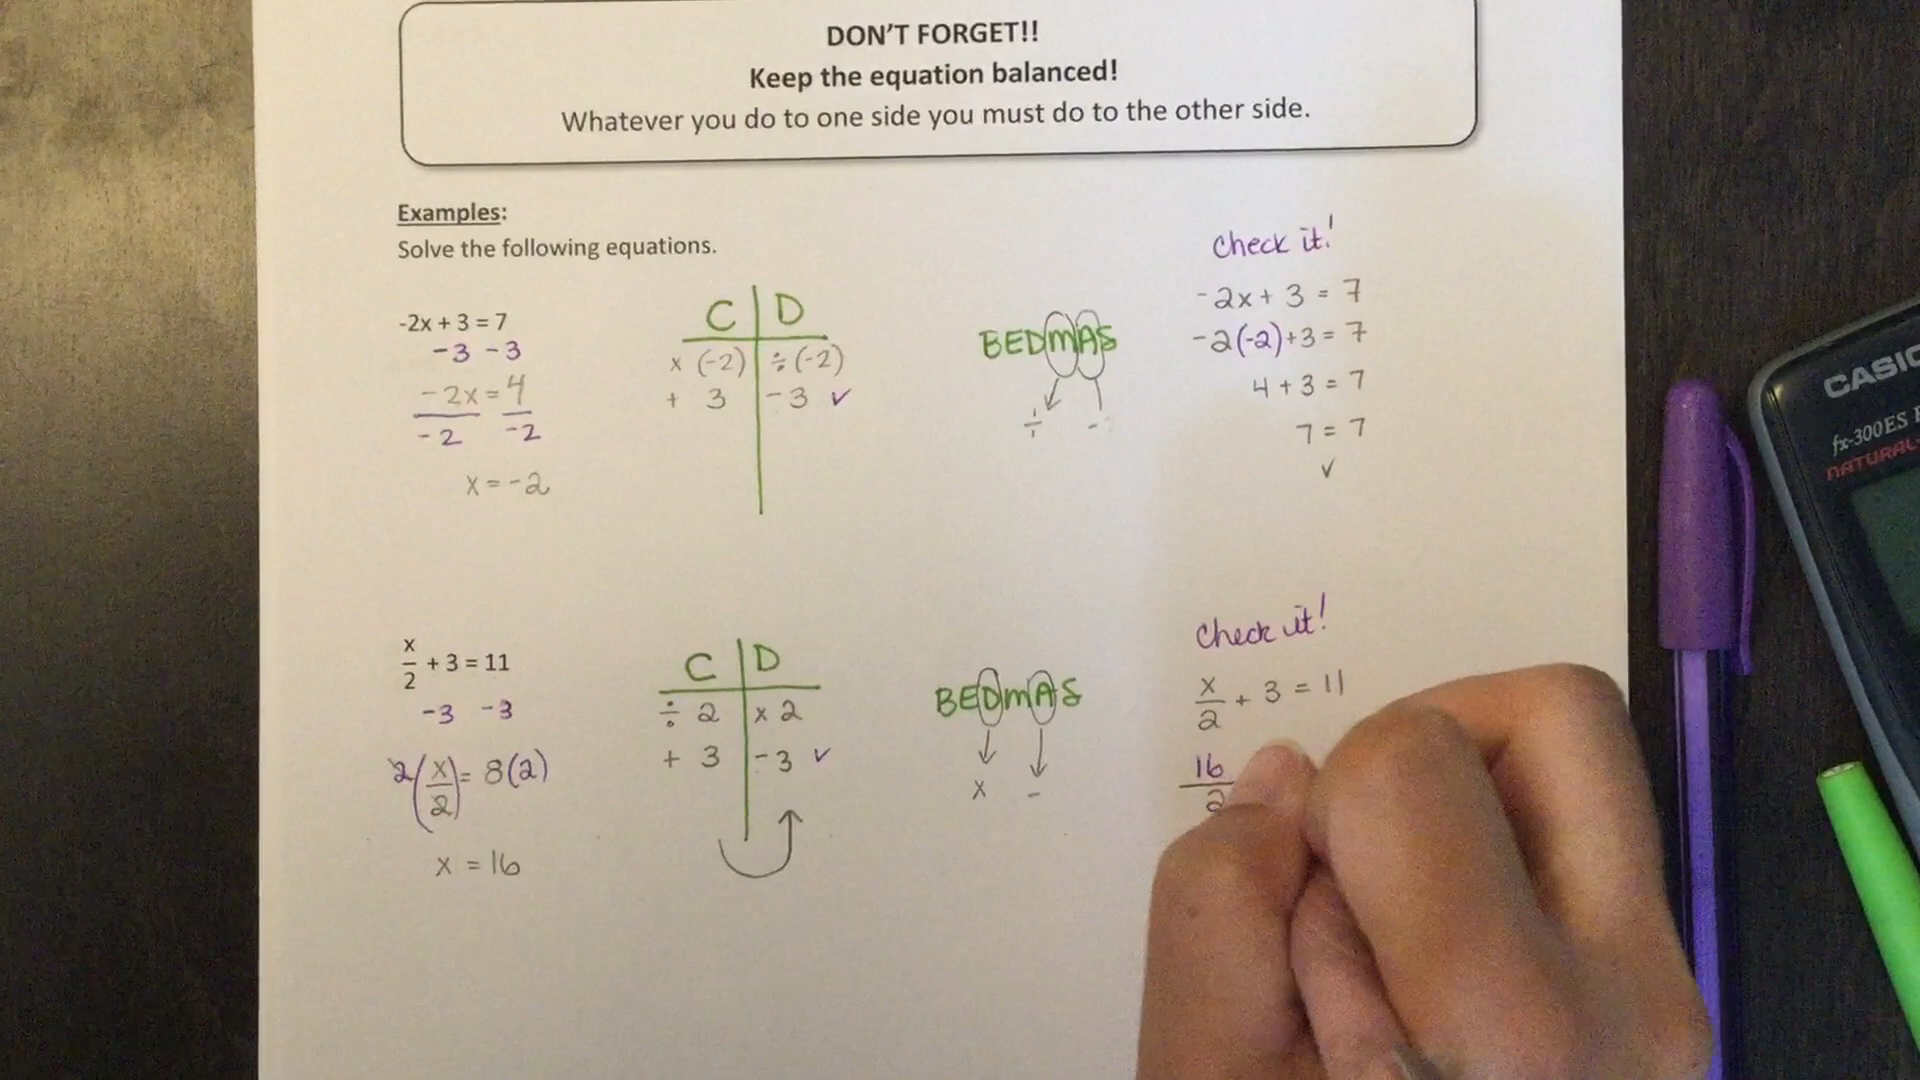 DON'T FORGET!!
Keep the equation balanced!
Whatever you do to one side you must do to the other side.
Examples:
Solve the following equations.
-2x + 3 = 7
-3 -3
-2x = 4
-2 -2
x = -2
C | D
x (-2) | ÷ (-2)
+ 3 | - 3 ✓
BEDMAS
÷ -
Check it!
-2x + 3 = 7
-2(-2)+3 = 7
4 + 3 = 7
7 = 7
✓
x/2 + 3 = 11
-3 -3
2(x/2) = 8(2)
x = 16
C | D
÷ 2 | x 2
+ 3 | - 3 ✓
BEDMAS
x -
Check it!
x/2 + 3 = 11
16/2
CASIO
fx-300ES
NATURAL-